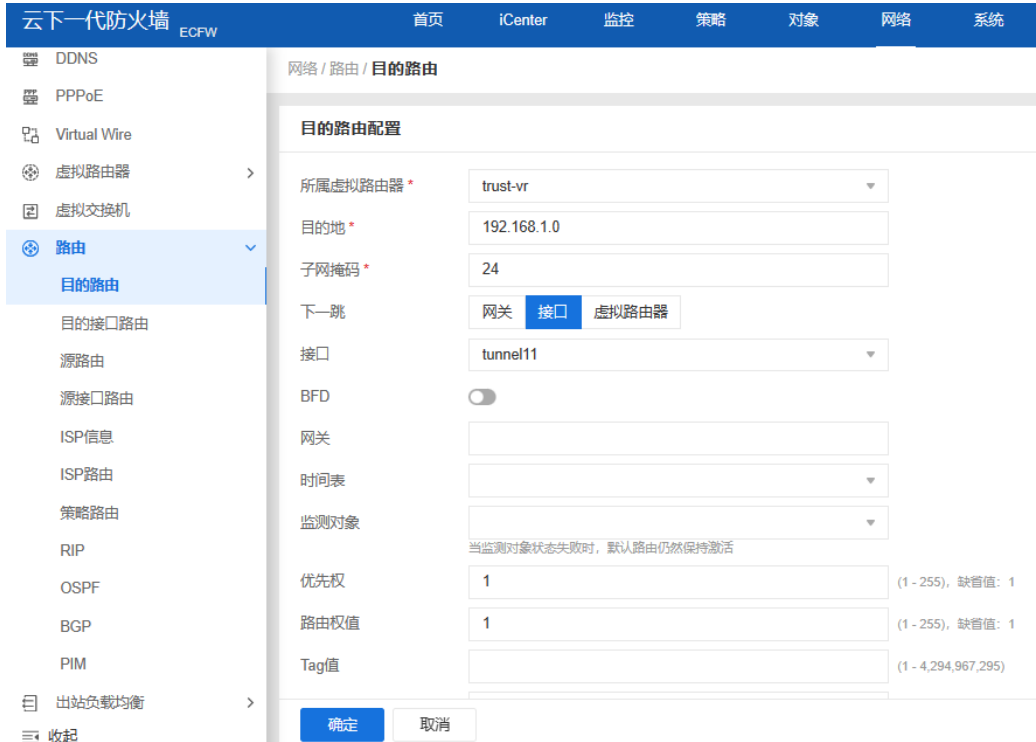 云下一代防火墙 ECFW 首页 iCenter 监控 策略 对象 网络 系统
DDNS
PPPoE
Virtual Wire
虚拟路由器
虚拟交换机
路由
目的路由
目的接口路由
源路由
源接口路由
ISP信息
ISP路由
策略路由
RIP
OSPF
BGP
PIM
出站负载均衡
收起
网络 / 路由 / 目的路由
目的路由配置
所属虚拟路由器 * trust-vr
目的地 * 192.168.1.0
子网掩码 * 24
下一跳 网关 接口 虚拟路由器
接口 tunnel11
BFD
网关
时间表
监测对象
当监测对象状态失败时，默认路由仍然保持激活
优先权 1 (1 - 255)，缺省值：1
路由权值 1 (1 - 255)，缺省值：1
Tag值 (1 - 4,294,967,295)
确定 取消